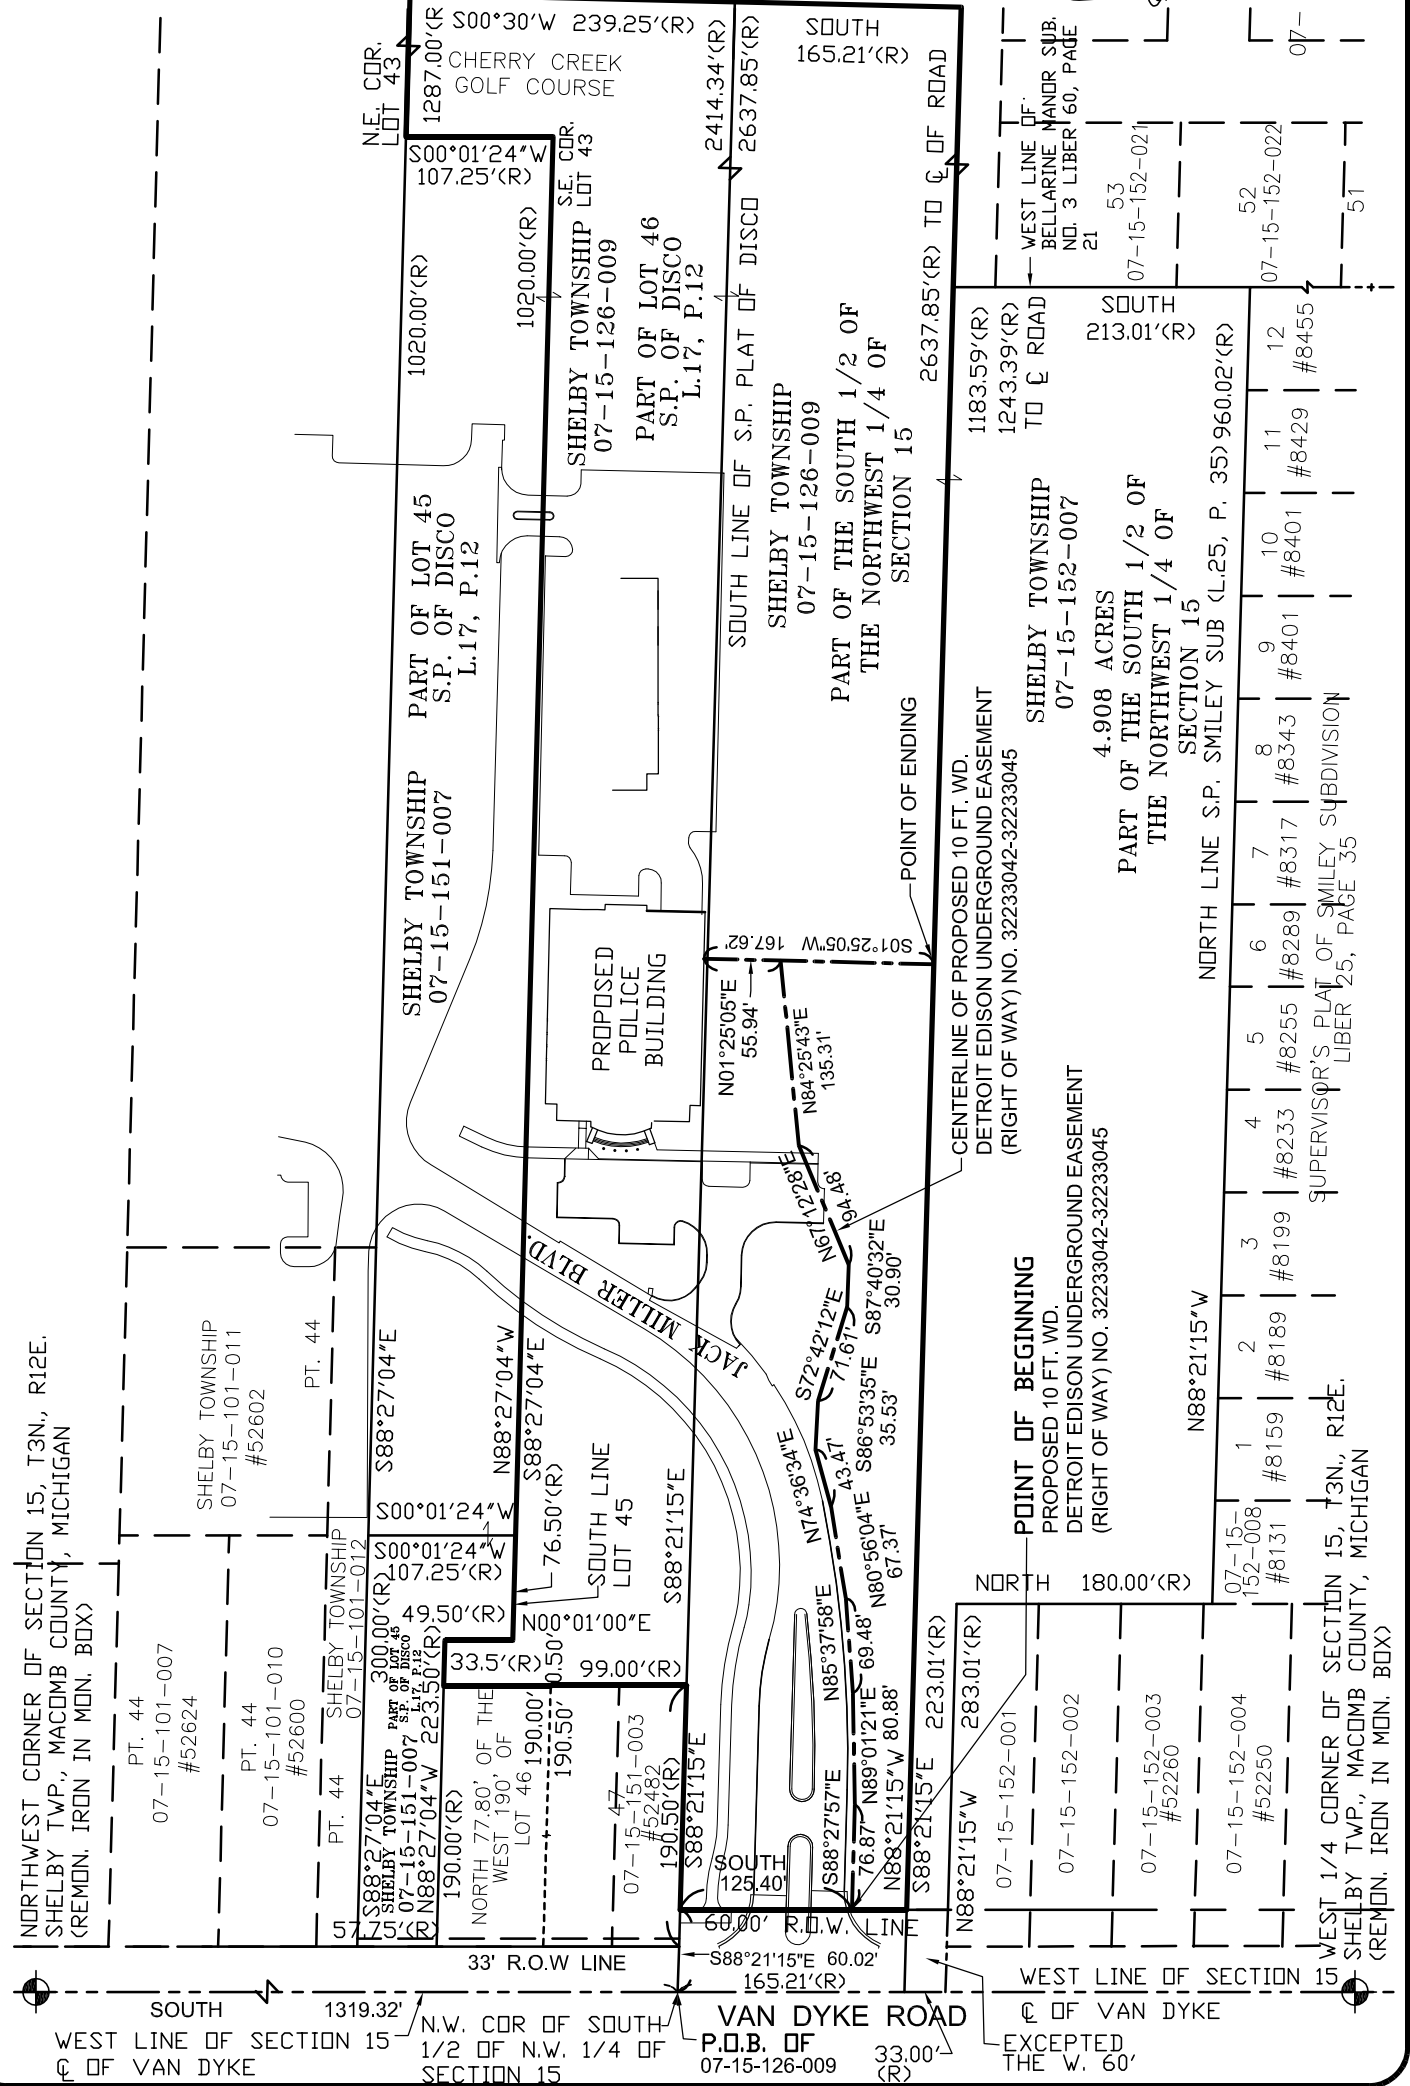 S00°30'W 239.25'(R)
CHERRY CREEK
GOLF COURSE
1287.00'(R
N.E. COR.
LOT 43
S00°01'24"W
107.25'(R)
S.E. COR.
LOT 43
2414.34'(R)
2637.85'(R)
SOUTH
165.21'(R)
2637.85'(R) TO ℄ OF ROAD
WEST LINE OF
BELLARINE MANOR SUB.
NO. 3 LIBER 60, PAGE
21
53
07-15-152-021
52
07-15-152-022
51
07-
1020.00'(R)
1020.00'(R)
SHELBY TOWNSHIP
07-15-126-009
PART OF LOT 46
S.P. OF DISCO
L.17, P.12
SOUTH LINE OF S.P. PLAT OF DISCO
SHELBY TOWNSHIP
07-15-126-009
PART OF THE SOUTH 1/2 OF
THE NORTHWEST 1/4 OF
SECTION 15
1183.59'(R)
1243.39'(R)
TO ℄ ROAD
SOUTH
213.01'(R)
SHELBY TOWNSHIP
07-15-152-007
4.908 ACRES
PART OF THE SOUTH 1/2 OF
THE NORTHWEST 1/4 OF
SECTION 15
NORTH LINE S.P. SMILEY SUB (L.25, P. 35) 960.02'(R)
12
#8455
11
#8429
10
#8401
9
#8401
8
#8343
7
#8317
6
#8289
5
#8255
4
#8233
3
#8199
2
#8189
1
#8159
07-15-
152-008
#8131
SUPERVISOR'S PLAT OF SMILEY SUBDIVISION
LIBER 25, PAGE 35
SHELBY TOWNSHIP
07-15-151-007
PART OF LOT 45
S.P. OF DISCO
L.17, P.12
PROPOSED
POLICE
BUILDING
JACK MILLER BLVD.
POINT OF ENDING
S01°25'05"W 167.62'
N01°25'05"E
55.94'
N84°25'43"E
135.31'
N67°12'28"E
94.48'
S87°40'32"E
30.90'
S72°42'12"E
71.61'
S86°53'35"E
35.53'
N74°36'34"E
43.47'
N80°56'04"E
67.37'
N85°37'58"E
69.48'
N89°01'21"E
80.88'
S88°27'57"E
76.87'
CENTERLINE OF PROPOSED 10 FT. WD.
DETROIT EDISON UNDERGROUND EASEMENT
(RIGHT OF WAY) NO. 32233042-32233045
POINT OF BEGINNING
PROPOSED 10 FT. WD.
DETROIT EDISON UNDERGROUND EASEMENT
(RIGHT OF WAY) NO. 32233042-32233045
N88°21'15"W
NORTH 180.00'(R)
NORTHWEST CORNER OF SECTION 15, T3N., R12E.
SHELBY TWP., MACOMB COUNTY, MICHIGAN
(REMON. IRON IN MON. BOX)
SHELBY TOWNSHIP
07-15-101-011
#52602
PT. 44
PT. 44
07-15-101-007
#52624
PT. 44
07-15-101-010
#52600
PT. 44
SHELBY TOWNSHIP
07-15-101-012
S88°27'04"E
N88°27'04"W
S88°27'04"E
S00°01'24"W
S00°01'24"W
107.25'(R)
49.50'(R)
76.50'(R)
SOUTH LINE
LOT 45
N00°01'00"E
33.5'(R)
0.50'
99.00'(R)
S88°21'15"E
S88°27'04"E
300.00'(R)
SHELBY TOWNSHIP
07-15-151-007
PART OF LOT 45
S.P. OF DISCO
L.17, P.12
N88°27'04"W 223.50'(R)
190.00'(R)
57.75'(R)
NORTH 77.80' OF THE
WEST 190' OF
LOT 46
190.00'
190.50'
47
07-15-151-003
#52482
190.50'(R)
S88°21'15"E
SOUTH
125.40'
N88°21'15"W
S88°21'15"E 223.01'(R)
N88°21'15"W 283.01'(R)
07-15-152-001
07-15-152-002
07-15-152-003
#52260
07-15-152-004
#52250
60.00' R.O.W. LINE
33' R.O.W LINE
S88°21'15"E 60.02'
165.21'(R)
WEST LINE OF SECTION 15
℄ OF VAN DYKE
WEST 1/4 CORNER OF SECTION 15, T3N., R12E.
SHELBY TWP., MACOMB COUNTY, MICHIGAN
(REMON. IRON IN MON. BOX)
SOUTH 1319.32'
WEST LINE OF SECTION 15
℄ OF VAN DYKE
N.W. COR OF SOUTH
1/2 OF N.W. 1/4 OF
SECTION 15
VAN DYKE ROAD
P.O.B. OF
07-15-126-009
33.00'
(R)
EXCEPTED
THE W. 60'